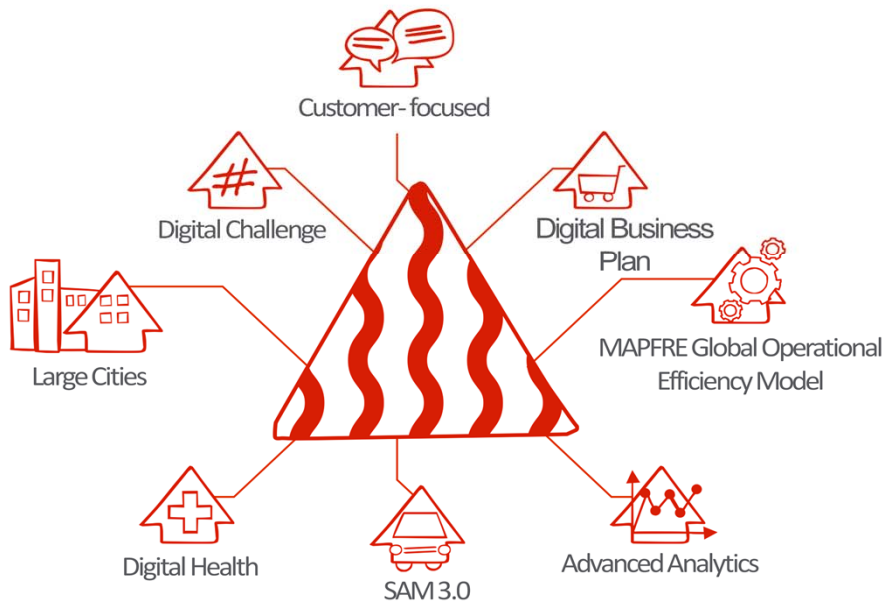 Customer- focused
Digital Challenge
#
Digital Business
Plan
Large Cities
MAPFRE Global Operational
Efficiency Model
Digital Health
SAM 3.0
Advanced Analytics